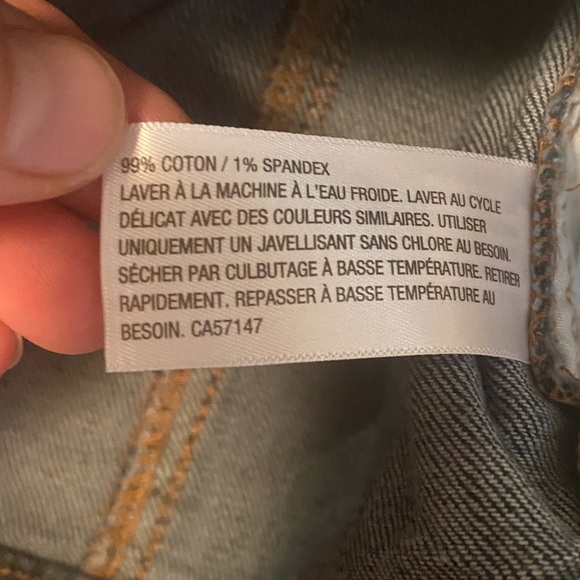 99% COTON / 1% SPANDEX
LAVER À LA MACHINE À L'EAU FROIDE. LAVER AU CYCLE
DÉLICAT AVEC DES COULEURS SIMILAIRES. UTILISER
UNIQUEMENT UN JAVELLISANT SANS CHLORE AU BESOIN.
SÉCHER PAR CULBUTAGE À BASSE TEMPÉRATURE. RETIRER
RAPIDEMENT. REPASSER À BASSE TEMPÉRATURE AU
BESOIN. CA57147